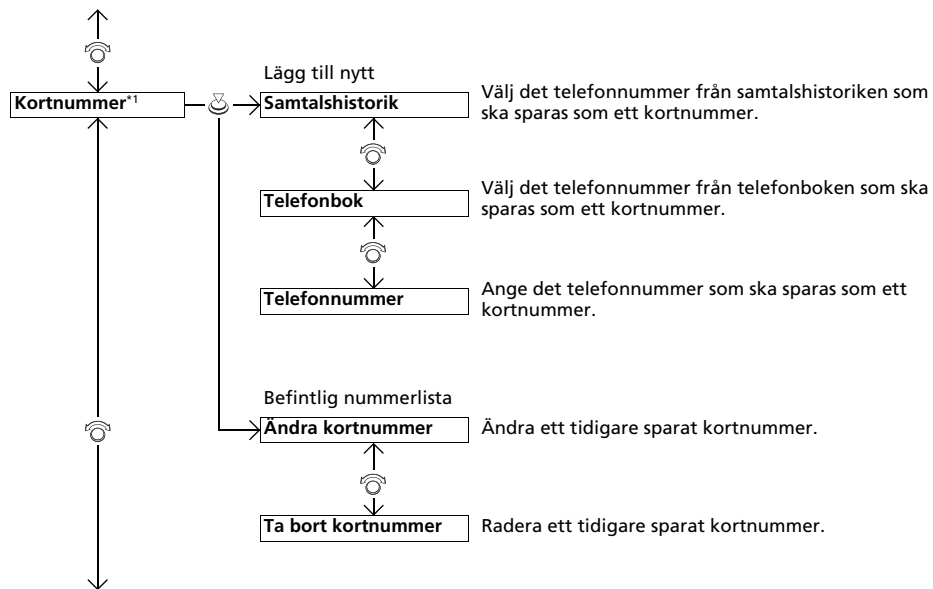 Lägg till nytt
Kortnummer*1
Samtalshistorik
Välj det telefonnummer från samtalshistoriken som
ska sparas som ett kortnummer.
Telefonbok
Välj det telefonnummer från telefonboken som ska
sparas som ett kortnummer.
Telefonnummer
Ange det telefonnummer som ska sparas som ett
kortnummer.
Befintlig nummerlista
Ändra kortnummer
Ändra ett tidigare sparat kortnummer.
Ta bort kortnummer
Radera ett tidigare sparat kortnummer.